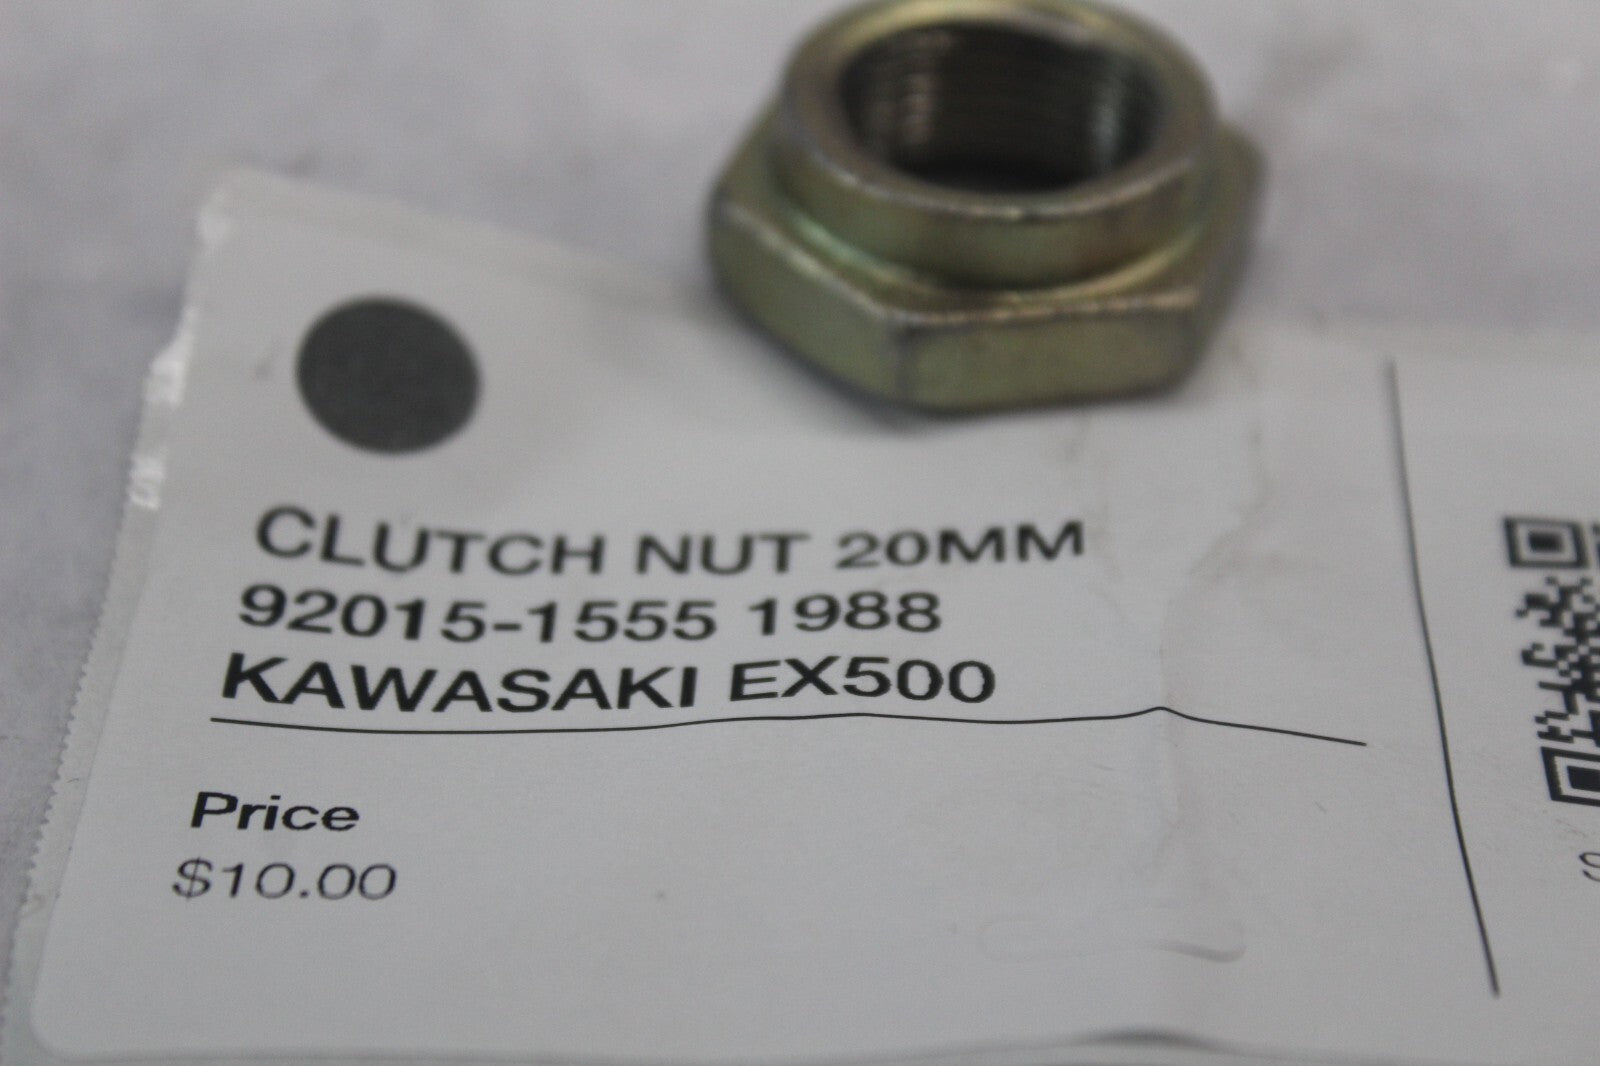 CLUTCH NUT 20MM
92015-1555 1988
KAWASAKI EX500
Price
$10.00